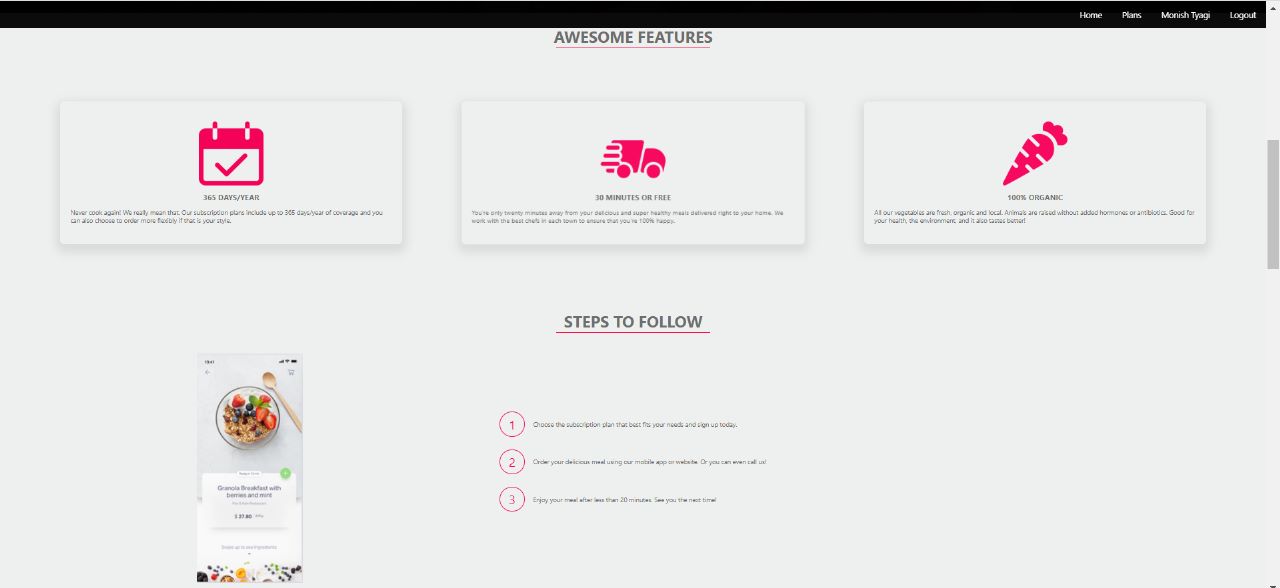 Home Plans Monish Tyagi Logout
AWESOME FEATURES
365 DAYS/YEAR
Never cook again! We really mean that. Our subscription plans include up to 365 days/year of coverage and you
can also choose to order more flexibly if that is your style.
30 MINUTES OR FREE
You're only twenty minutes away from your delicious and super healthy meals delivered right to your home. We
work with the best chefs in each town to ensure that you're 100% happy.
100% ORGANIC
All our vegetables are fresh, organic and local. Animals are raised without added hormones or antibiotics. Good for
your health, the environment, and it also tastes better!
STEPS TO FOLLOW
Granola Breakfast with
berries and mint
$ 27.80
Swipe up to see ingredients
1 Choose the subscription plan that best fits your needs and sign up today.
2 Order your delicious meal using our mobile app or website. Or you can even call us!
3 Enjoy your meal after less than 20 minutes. See you the next time!